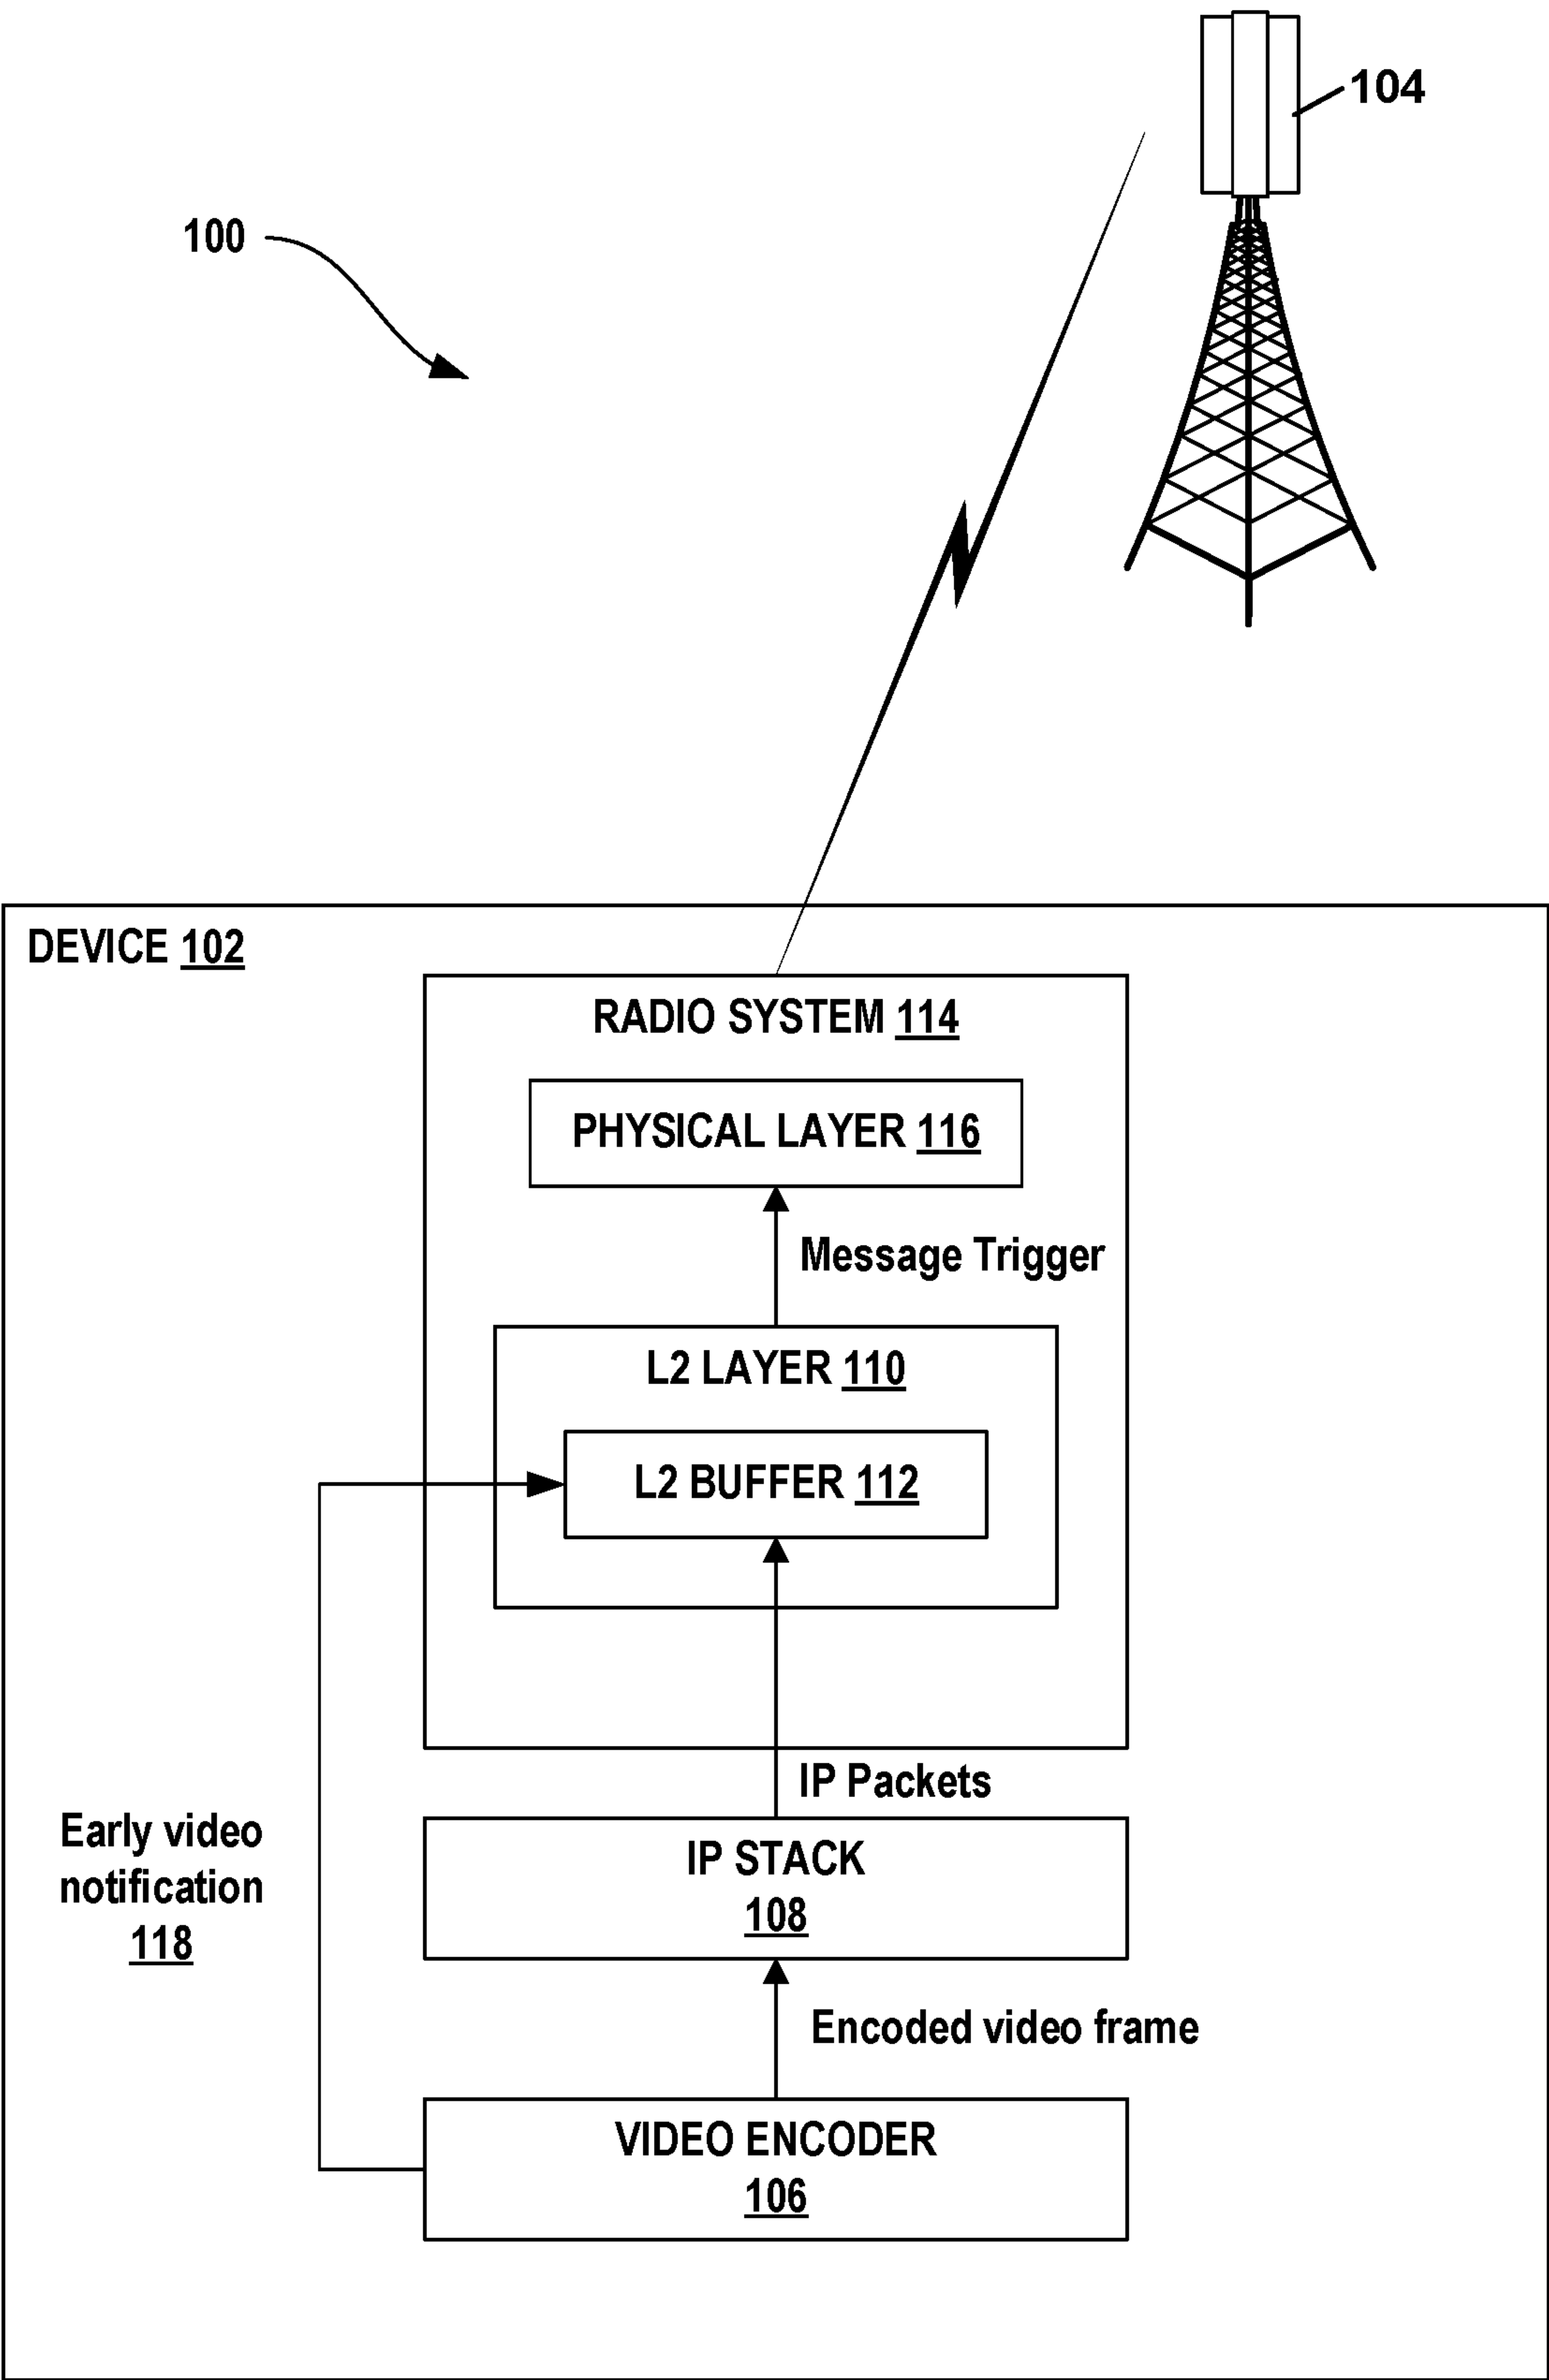 104
100
DEVICE 102
RADIO SYSTEM 114
PHYSICAL LAYER 116
Message Trigger
L2 LAYER 110
L2 BUFFER 112
IP Packets
Early video
notification
118
IP STACK
108
Encoded video frame
VIDEO ENCODER
106